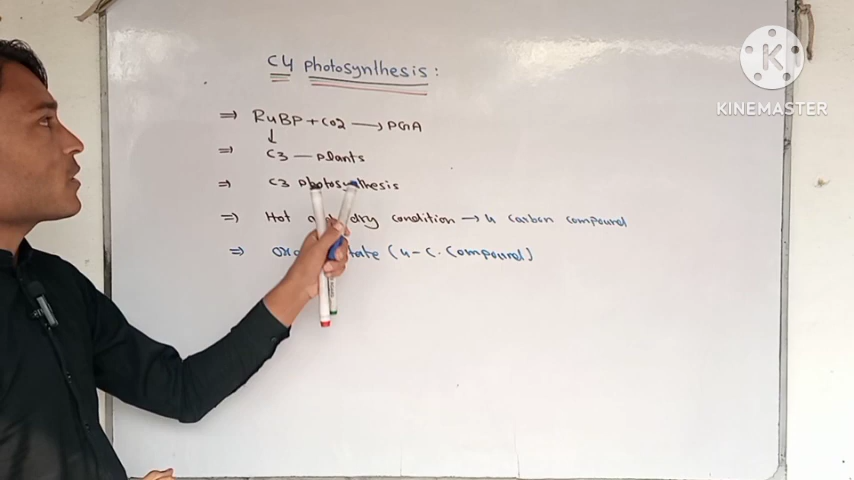 C4 photosynthesis:
KINEMASTER
⇒ RuBP + CO2 → PGA
↓
⇒ C3 — plants
⇒ C3 photosynthesis
⇒ Hot dry condition → 4 carbon compound
⇒ (4-C. Compound)